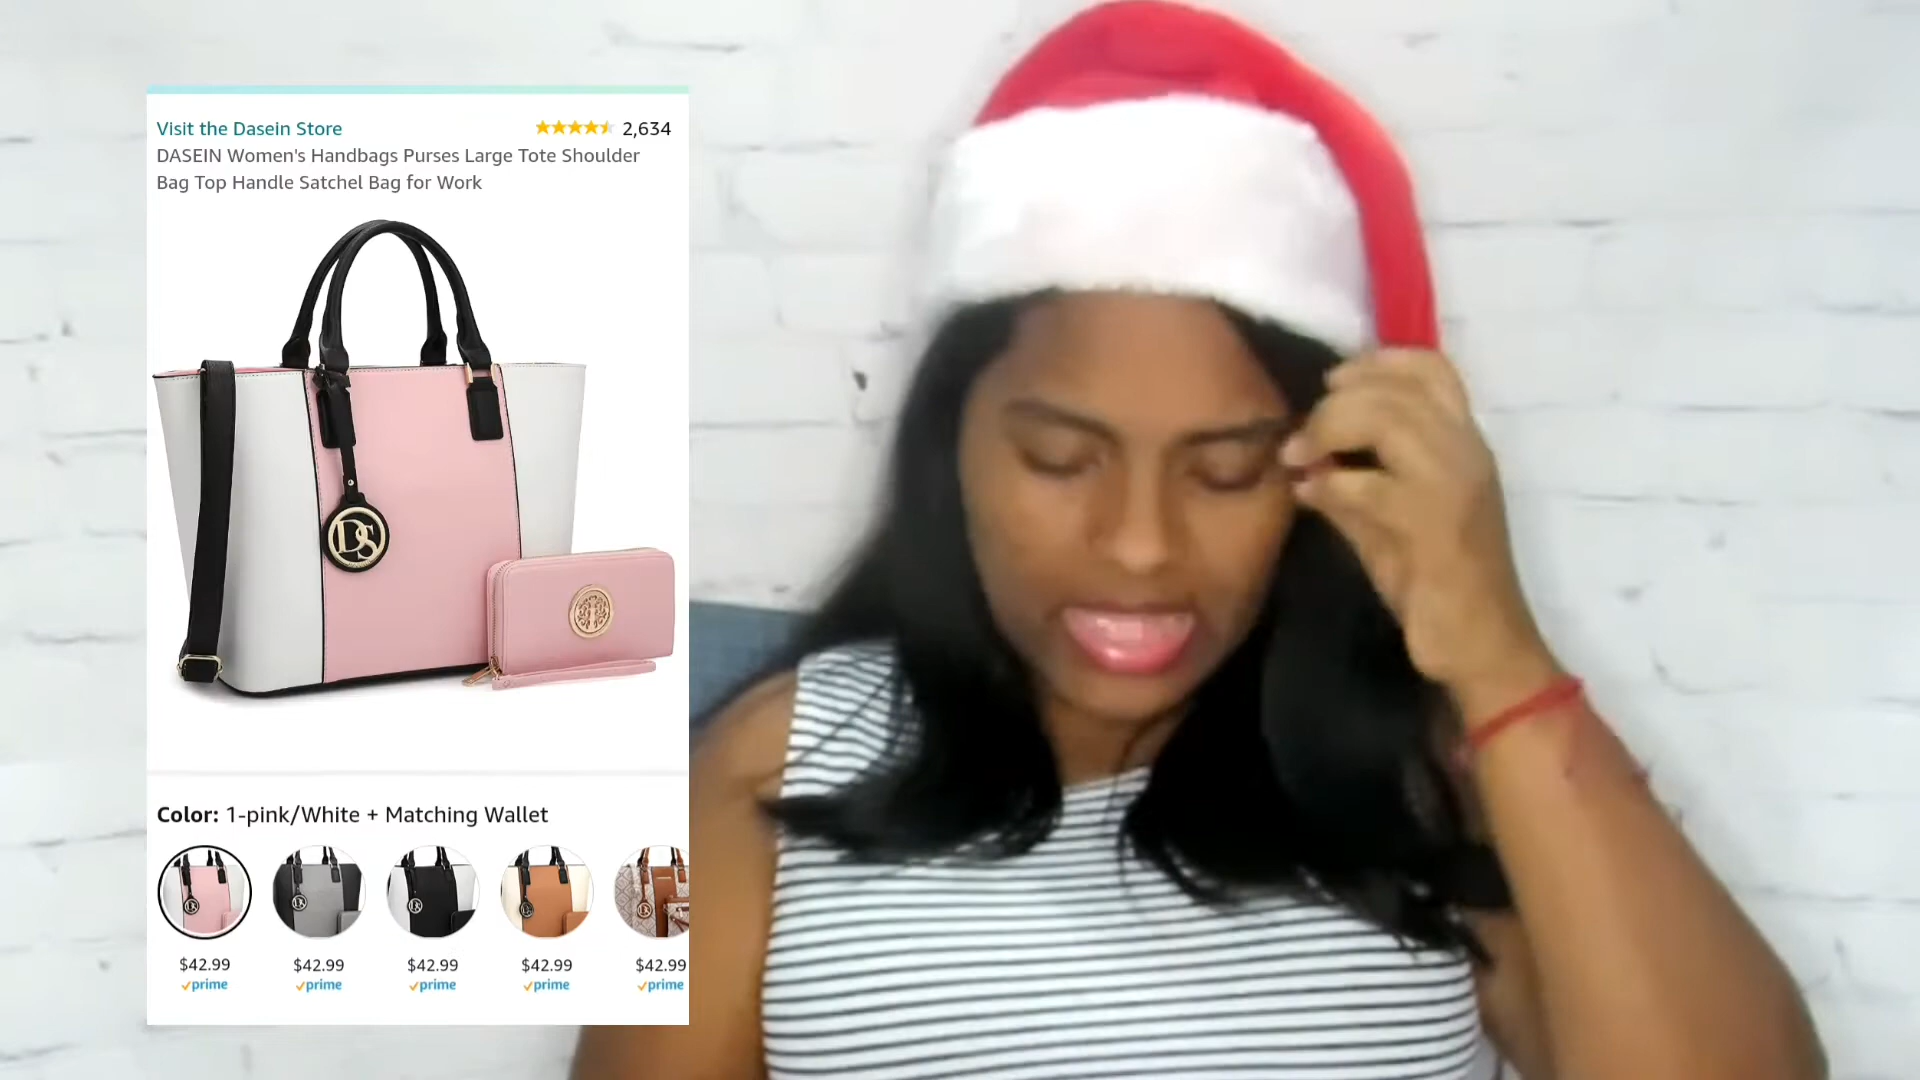 Visit the Dasein Store
2,634
DASEIN Women's Handbags Purses Large Tote Shoulder
Bag Top Handle Satchel Bag for Work
DS
Color: 1-pink/White + Matching Wallet
$42.99 $42.99 $42.99 $42.99 $42.99
prime prime prime prime prime